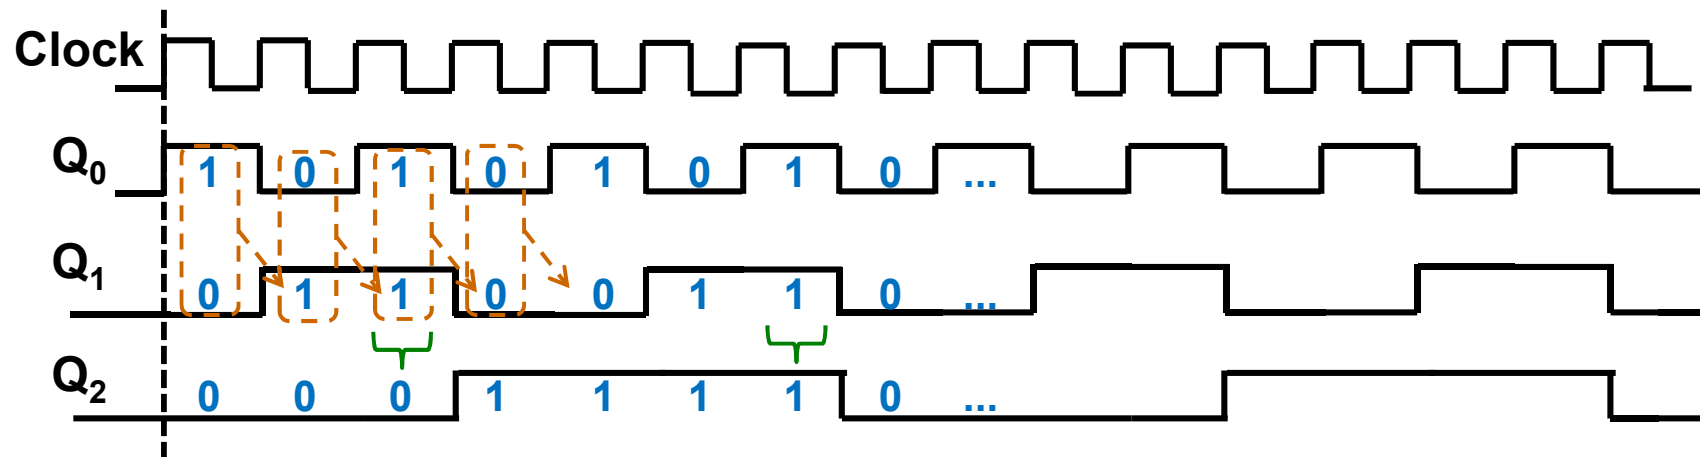 Clock
Q₀ 1 0 1 0 1 0 1 0 ...
Q₁ 0 1 1 0 0 1 1 0 ...
Q₂ 0 0 0 1 1 1 1 0 ...